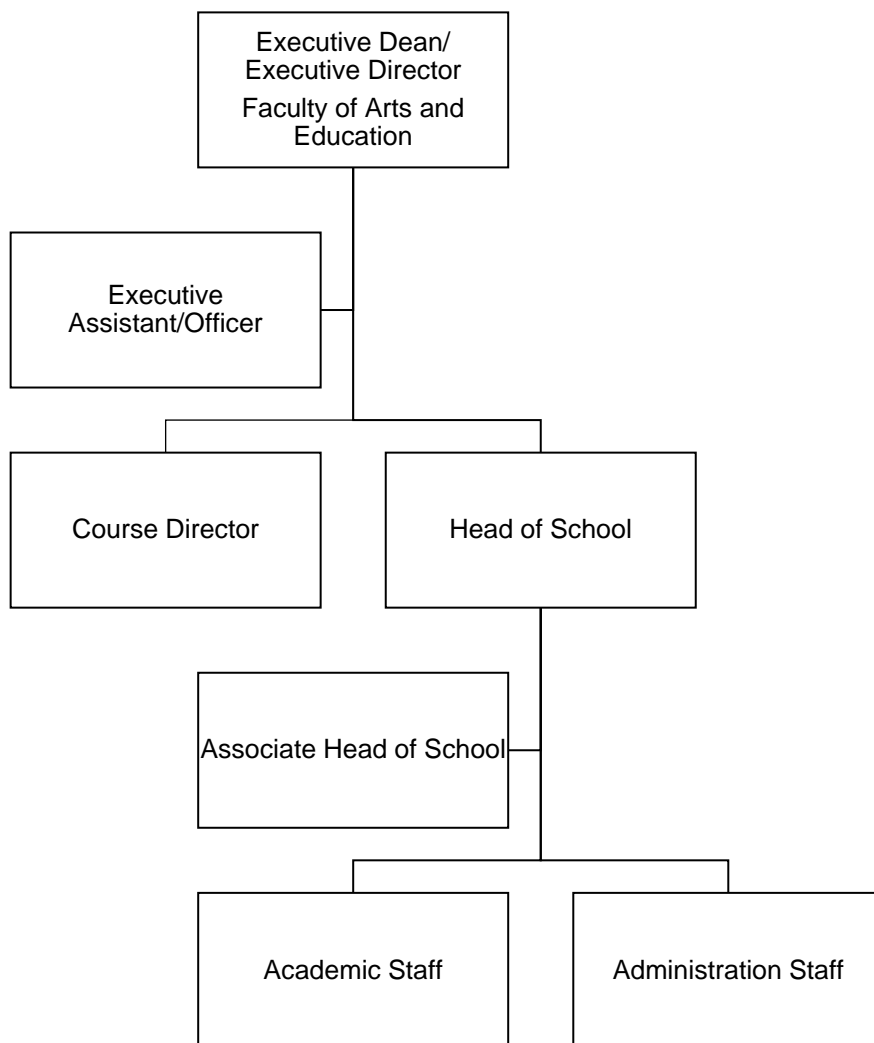 Executive Dean/
Executive Director
Faculty of Arts and
Education
Executive
Assistant/Officer
Course Director
Head of School
Associate Head of School
Academic Staff
Administration Staff